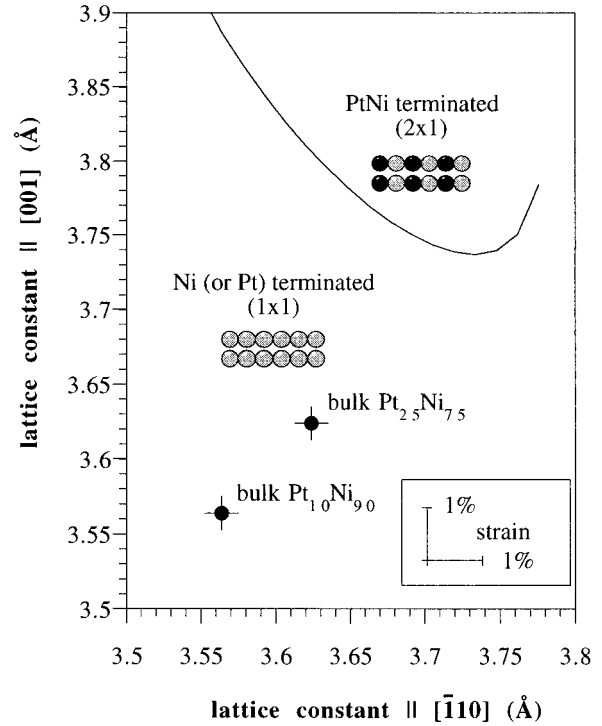 3.9
3.85
3.8
3.75
3.7
3.65
3.6
3.55
3.5
lattice constant || [001] (Å)
PtNi terminated
(2x1)
Ni (or Pt) terminated
(1x1)
bulk Pt₂₅Ni₇₅
bulk Pt₁₀Ni₉₀
1%
strain
1%
3.5 3.55 3.6 3.65 3.7 3.75 3.8
lattice constant || [1̄10] (Å)